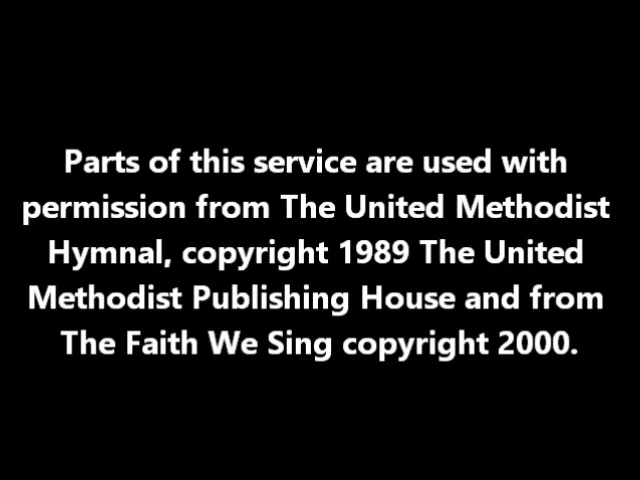 Parts of this service are used with
permission from The United Methodist
Hymnal, copyright 1989 The United
Methodist Publishing House and from
The Faith We Sing copyright 2000.